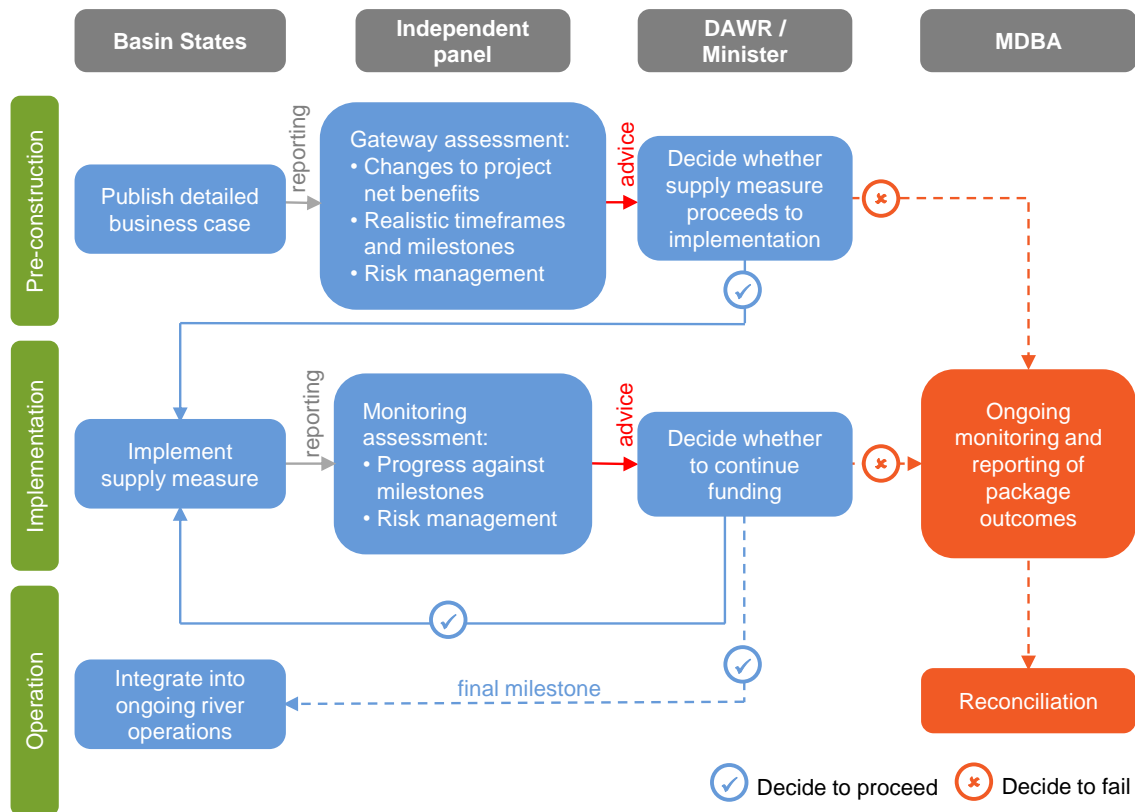 Basin States
Independent
panel
DAWR /
Minister
MDBA
Pre-construction
Publish detailed
business case
reporting
Gateway assessment:
• Changes to project
net benefits
• Realistic timeframes
and milestones
• Risk management
advice
Decide whether
supply measure
proceeds to
implementation
Implementation
Implement
supply measure
reporting
Monitoring
assessment:
• Progress against
milestones
• Risk management
advice
Decide whether
to continue
funding
Ongoing
monitoring and
reporting of
package
outcomes
Operation
Integrate into
ongoing river
operations
final milestone
Reconciliation
Decide to proceed
Decide to fail